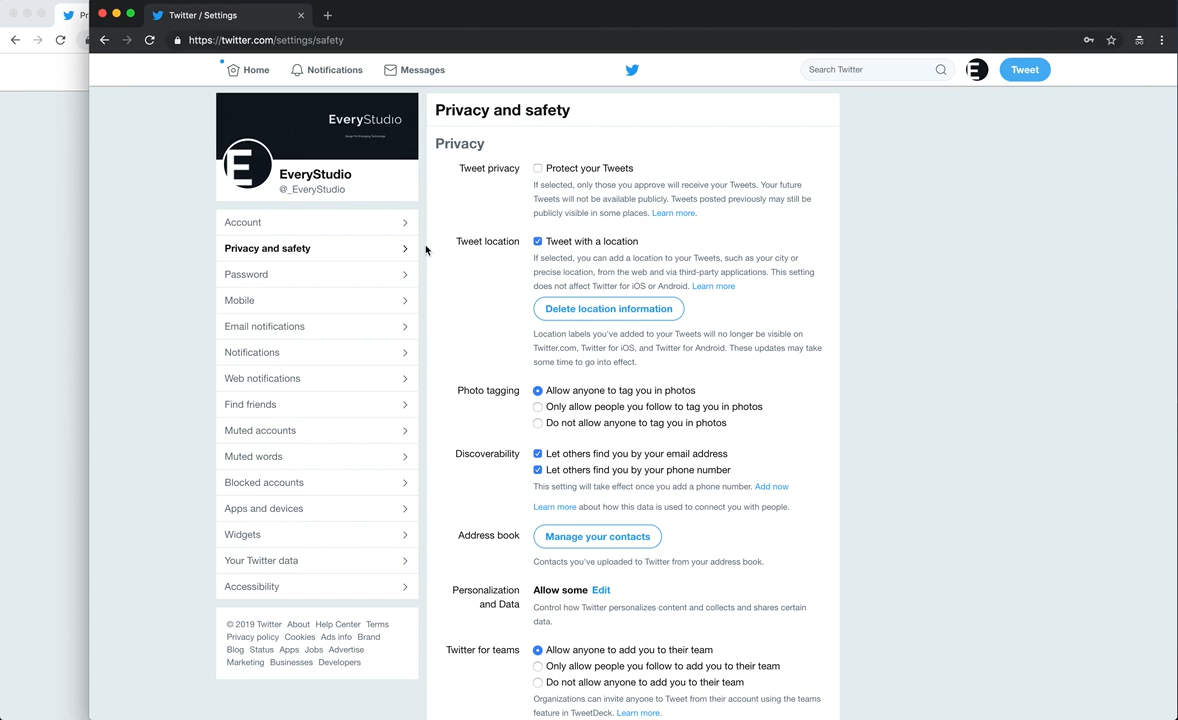 Pr
Twitter / Settings
https://twitter.com/settings/safety
Home
Notifications
Messages
Search Twitter
E
Tweet
EveryStudio
Design For Emerging Technology
E
EveryStudio
@_EveryStudio
Account
Privacy and safety
Password
Mobile
Email notifications
Notifications
Web notifications
Find friends
Muted accounts
Muted words
Blocked accounts
Apps and devices
Widgets
Your Twitter data
Accessibility
© 2019 Twitter About Help Center Terms
Privacy policy Cookies Ads info Brand
Blog Status Apps Jobs Advertise
Marketing Businesses Developers
Privacy and safety
Privacy
Tweet privacy
Protect your Tweets
If selected, only those you approve will receive your Tweets. Your future
Tweets will not be available publicly. Tweets posted previously may still be
publicly visible in some places. Learn more.
Tweet location
Tweet with a location
If selected, you can add a location to your Tweets, such as your city or
precise location, from the web and via third-party applications. This setting
does not affect Twitter for iOS or Android. Learn more
Delete location information
Location labels you've added to your Tweets will no longer be visible on
Twitter.com, Twitter for iOS, and Twitter for Android. These updates may take
some time to go into effect.
Photo tagging
Allow anyone to tag you in photos
Only allow people you follow to tag you in photos
Do not allow anyone to tag you in photos
Discoverability
Let others find you by your email address
Let others find you by your phone number
This setting will take effect once you add a phone number. Add now
Learn more about how this data is used to connect you with people.
Address book
Manage your contacts
Contacts you've uploaded to Twitter from your address book.
Personalization
and Data
Allow some Edit
Control how Twitter personalizes content and collects and shares certain
data.
Twitter for teams
Allow anyone to add you to their team
Only allow people you follow to add you to their team
Do not allow anyone to add you to their team
Organizations can invite anyone to Tweet from their account using the teams
feature in TweetDeck. Learn more.